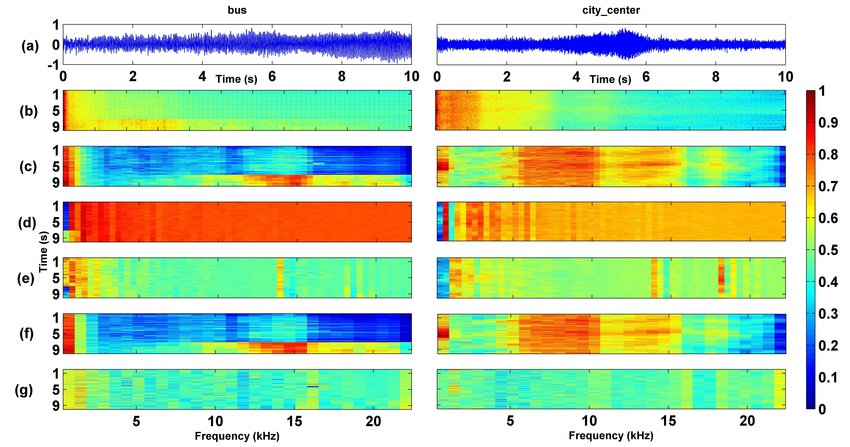 bus city_center
(a) 1 0 -1
0 2 4 6 8 10 0 2 4 6 8 10
Time (s) Time (s)
(b) 1 5 9
(c) 1 5 9
(d) 1 5 9
(e) 1 5 9
(f) 1 5 9
(g) 1 5 9
Time (s)
5 10 15 20 5 10 15 20
Frequency (kHz) Frequency (kHz)
1
0.9
0.8
0.7
0.6
0.5
0.4
0.3
0.2
0.1
0